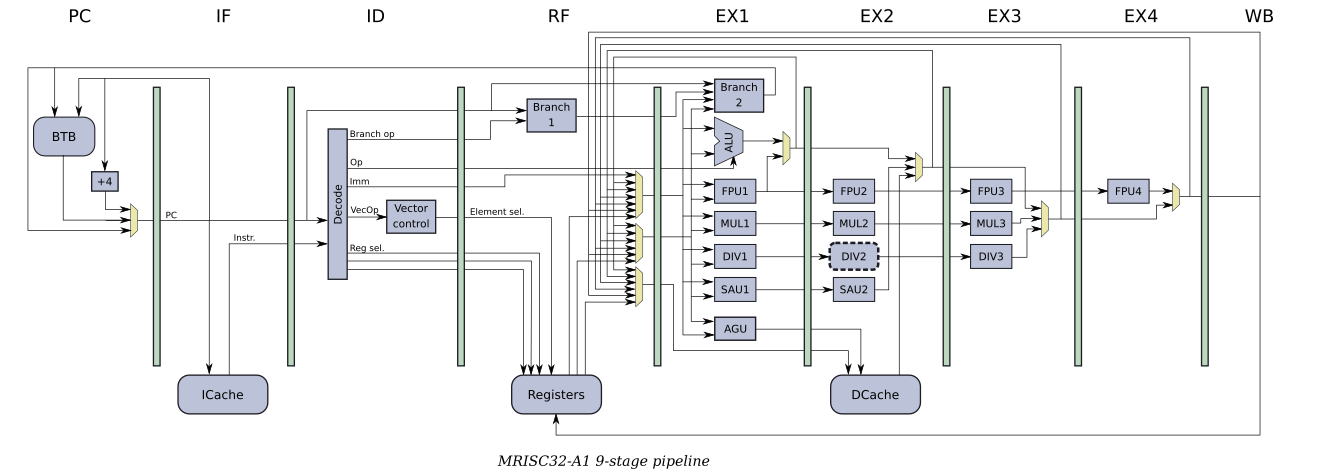 PC IF ID RF EX1 EX2 EX3 EX4 WB
BTB
+4
PC
Instr.
ICache
Decode
Branch op
Op
Imm
VecOp
Vector
control
Reg sel.
Element sel.
Branch
1
Registers
Branch
2
ALU
FPU1
MUL1
DIV1
SAU1
AGU
FPU2
MUL2
DIV2
SAU2
DCache
FPU3
MUL3
DIV3
FPU4
MRISC32-A1 9-stage pipeline